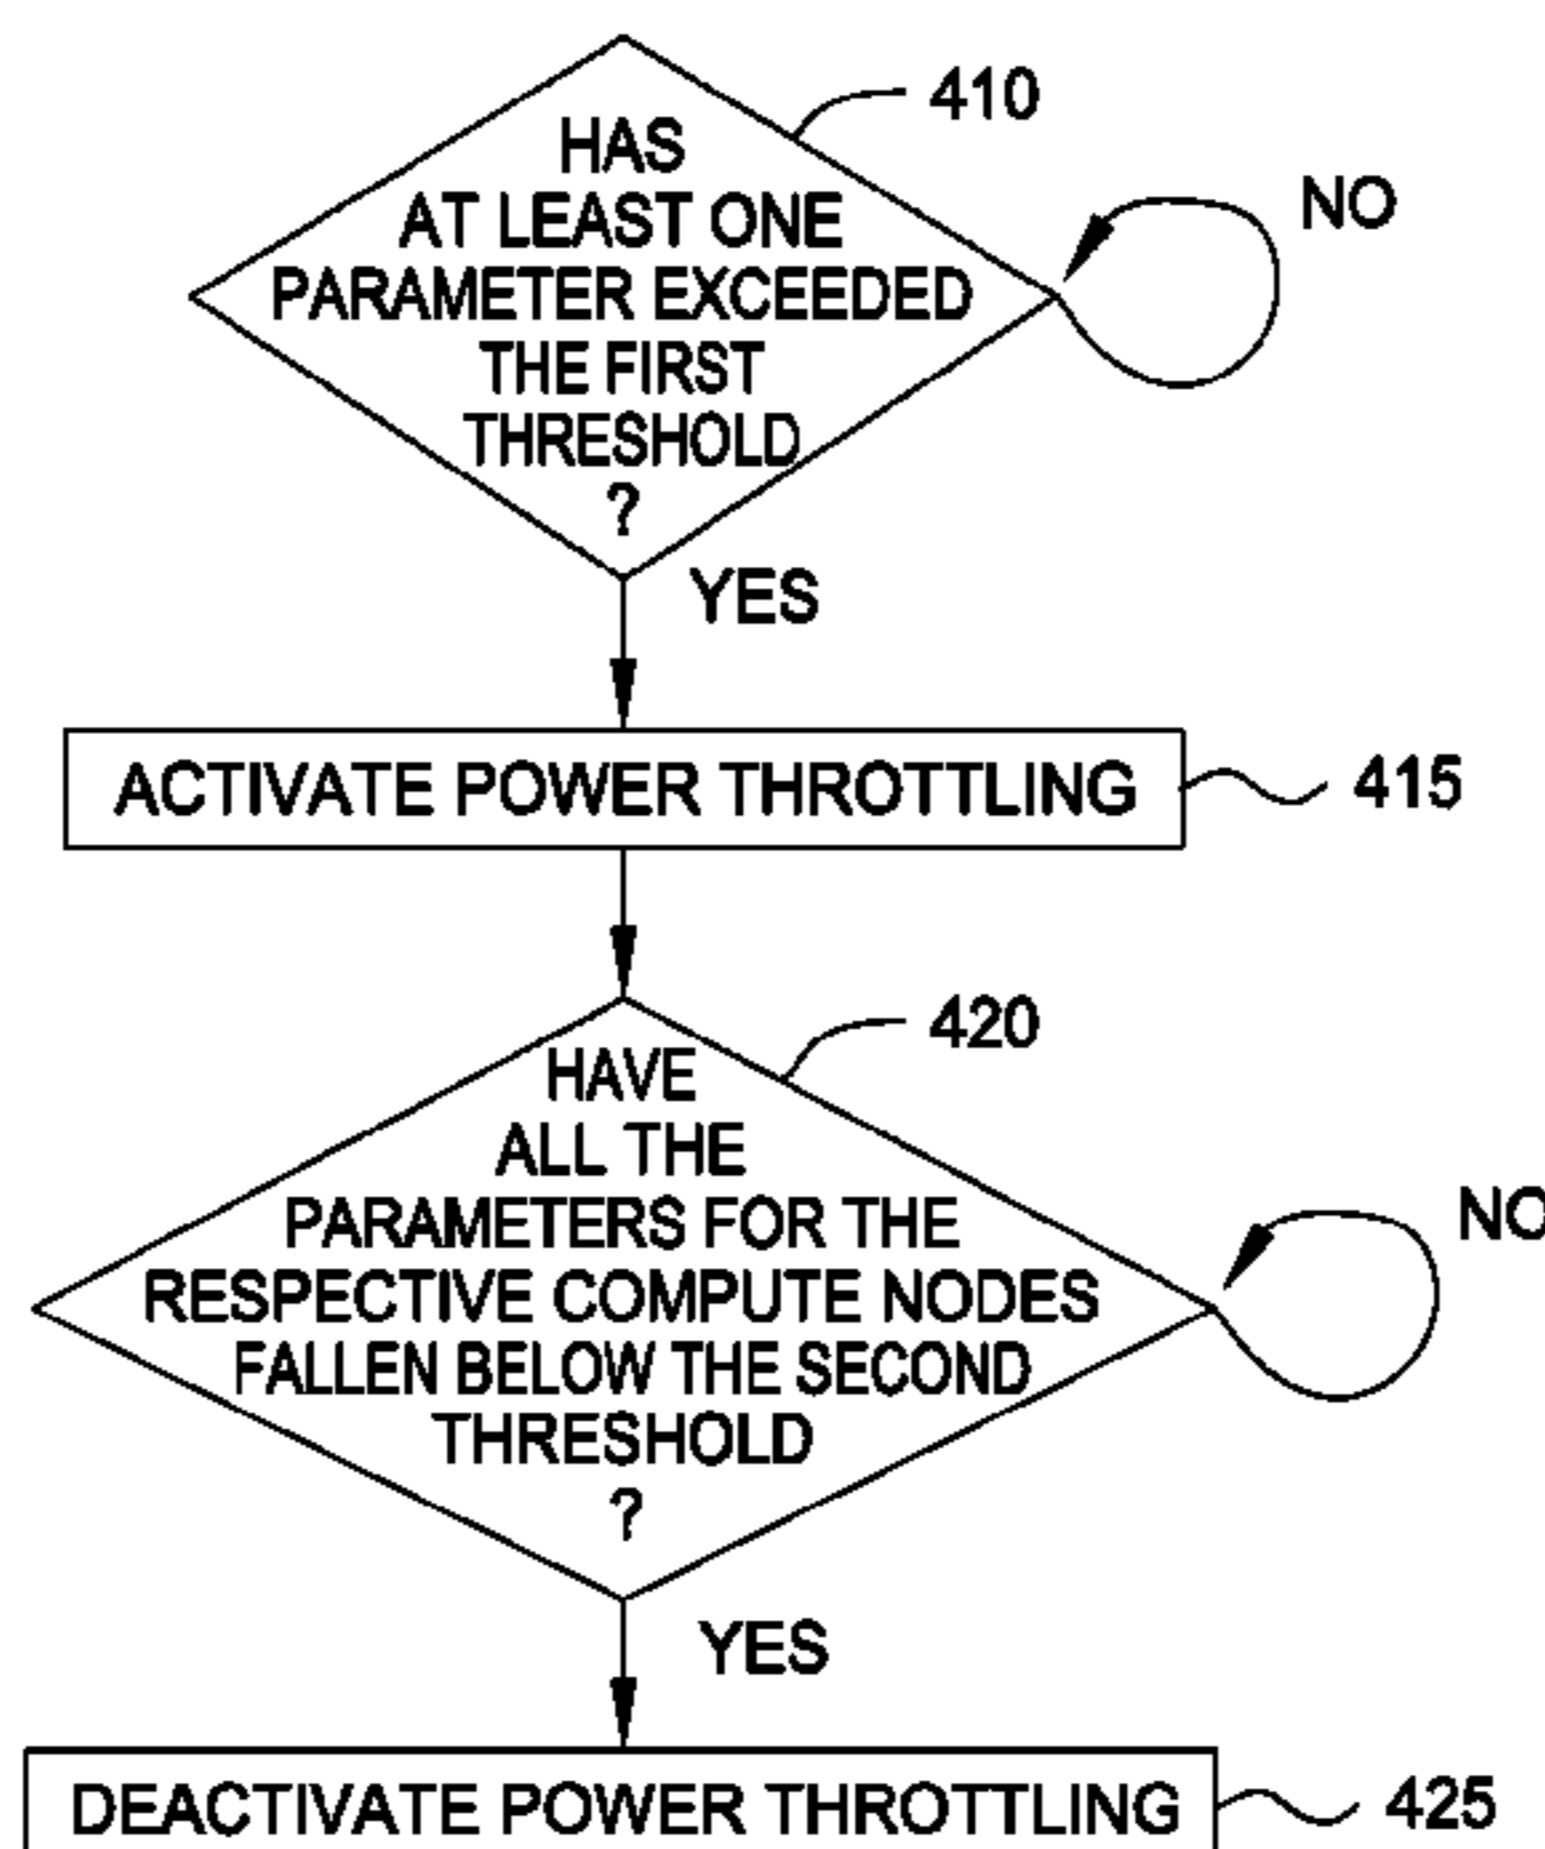 410
HAS
AT LEAST ONE
PARAMETER EXCEEDED
THE FIRST
THRESHOLD
?
NO
YES
ACTIVATE POWER THROTTLING
415
420
HAVE
ALL THE
PARAMETERS FOR THE
RESPECTIVE COMPUTE NODES
FALLEN BELOW THE SECOND
THRESHOLD
?
NO
YES
DEACTIVATE POWER THROTTLING
425